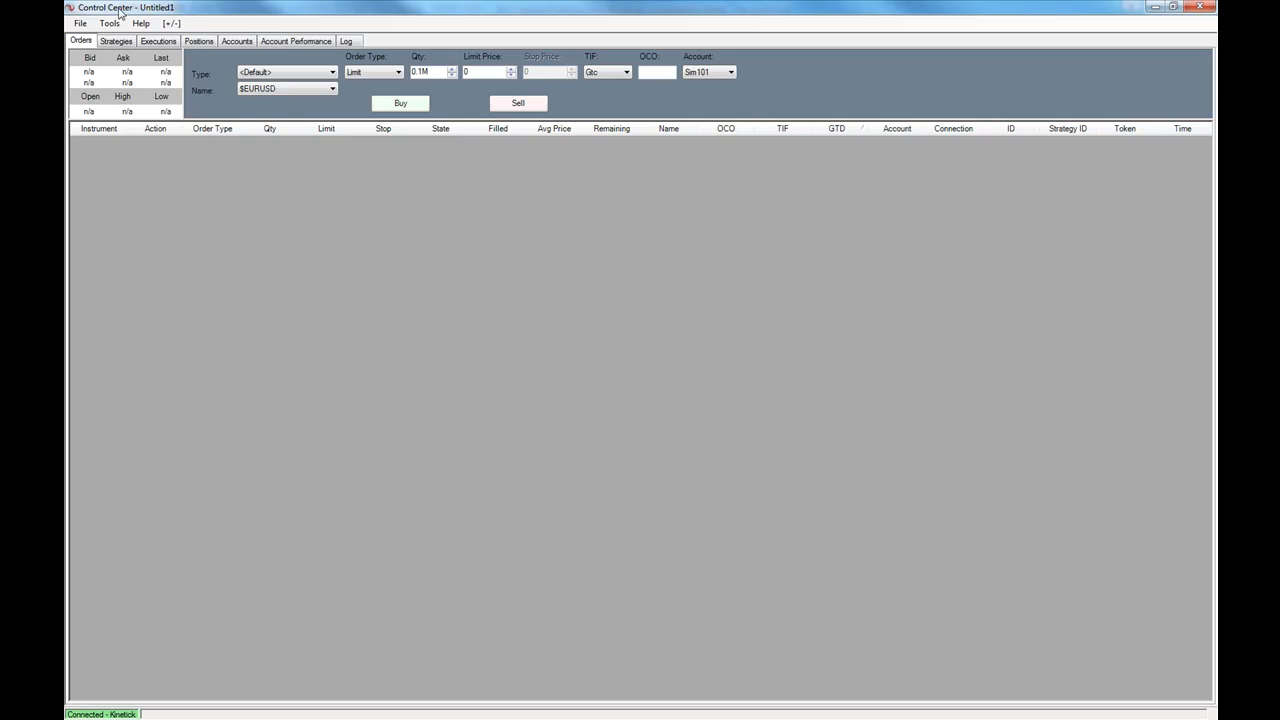 Control Center - Untitled1
File Tools Help [+/-]
Orders Strategies Executions Positions Accounts Account Performance Log
Bid Ask Last
n/a n/a n/a
n/a n/a n/a
Open High Low
n/a n/a n/a
Order Type: Qty: Limit Price: Stop Price: TIF: OCO: Account:
Type: <Default> Limit 0.1M 0 0 Gtc Sim101
Name: $EURUSD
Buy Sell
Instrument Action Order Type Qty Limit Stop State Filled Avg Price Remaining Name OCO TIF GTD Account Connection ID Strategy ID Token Time
Connected - Kinetick